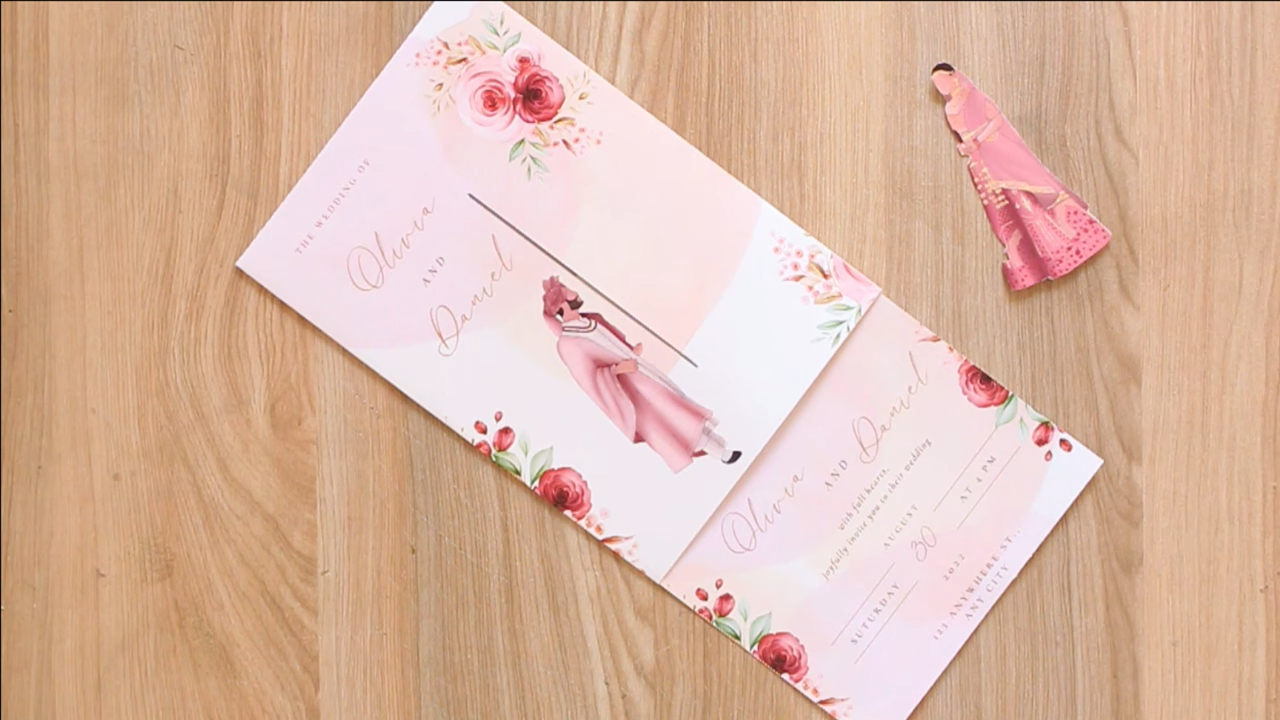 THE WEDDING OF
Olivia
AND
Daniel
Olivia
AND
Daniel
with full hearts,
joyfully invite you to their wedding
AUGUST
SUTURDAY
30
AT 4 PM
2022
123 ANYWHERE ST.,
ANY CITY